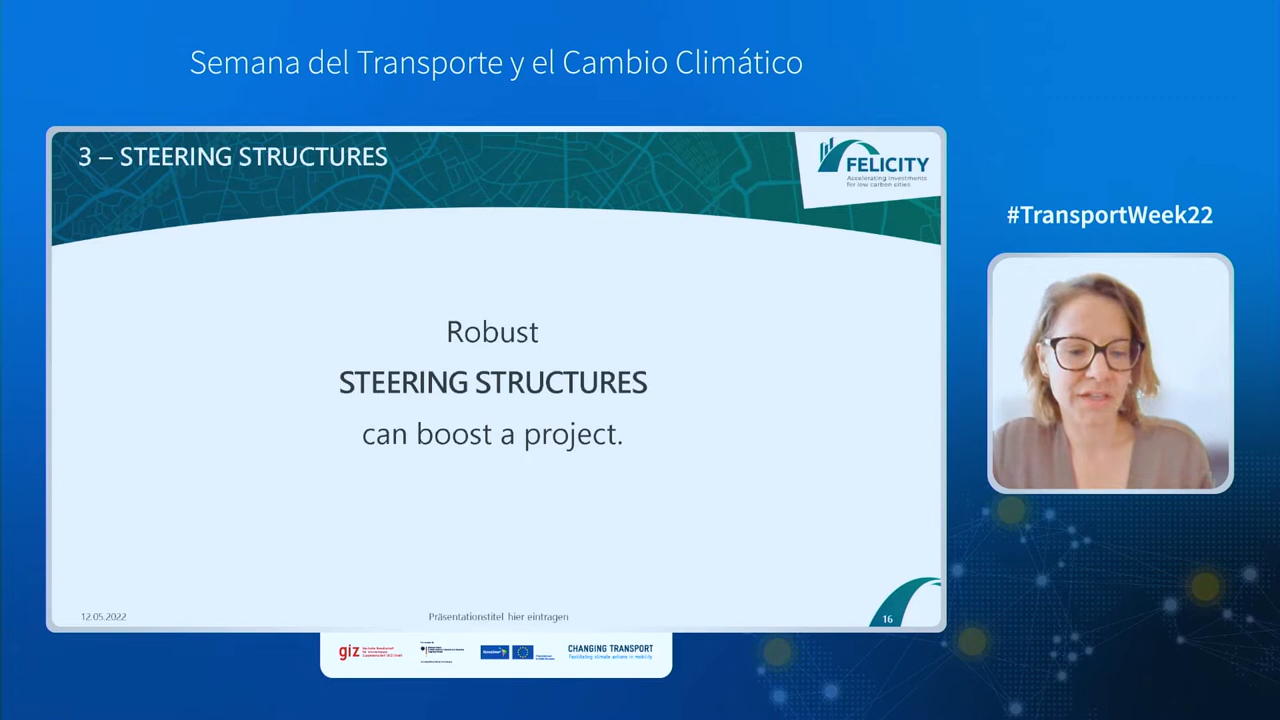 Semana del Transporte y el Cambio Climático
3 – STEERING STRUCTURES
FELICITY
Accelerating investments
for low carbon cities
#TransportWeek22
Robust
STEERING STRUCTURES
can boost a project.
12.05.2022
Präsentationstitel hier eintragen
16
giz
CHANGING TRANSPORT
Facilitating climate actions in mobility